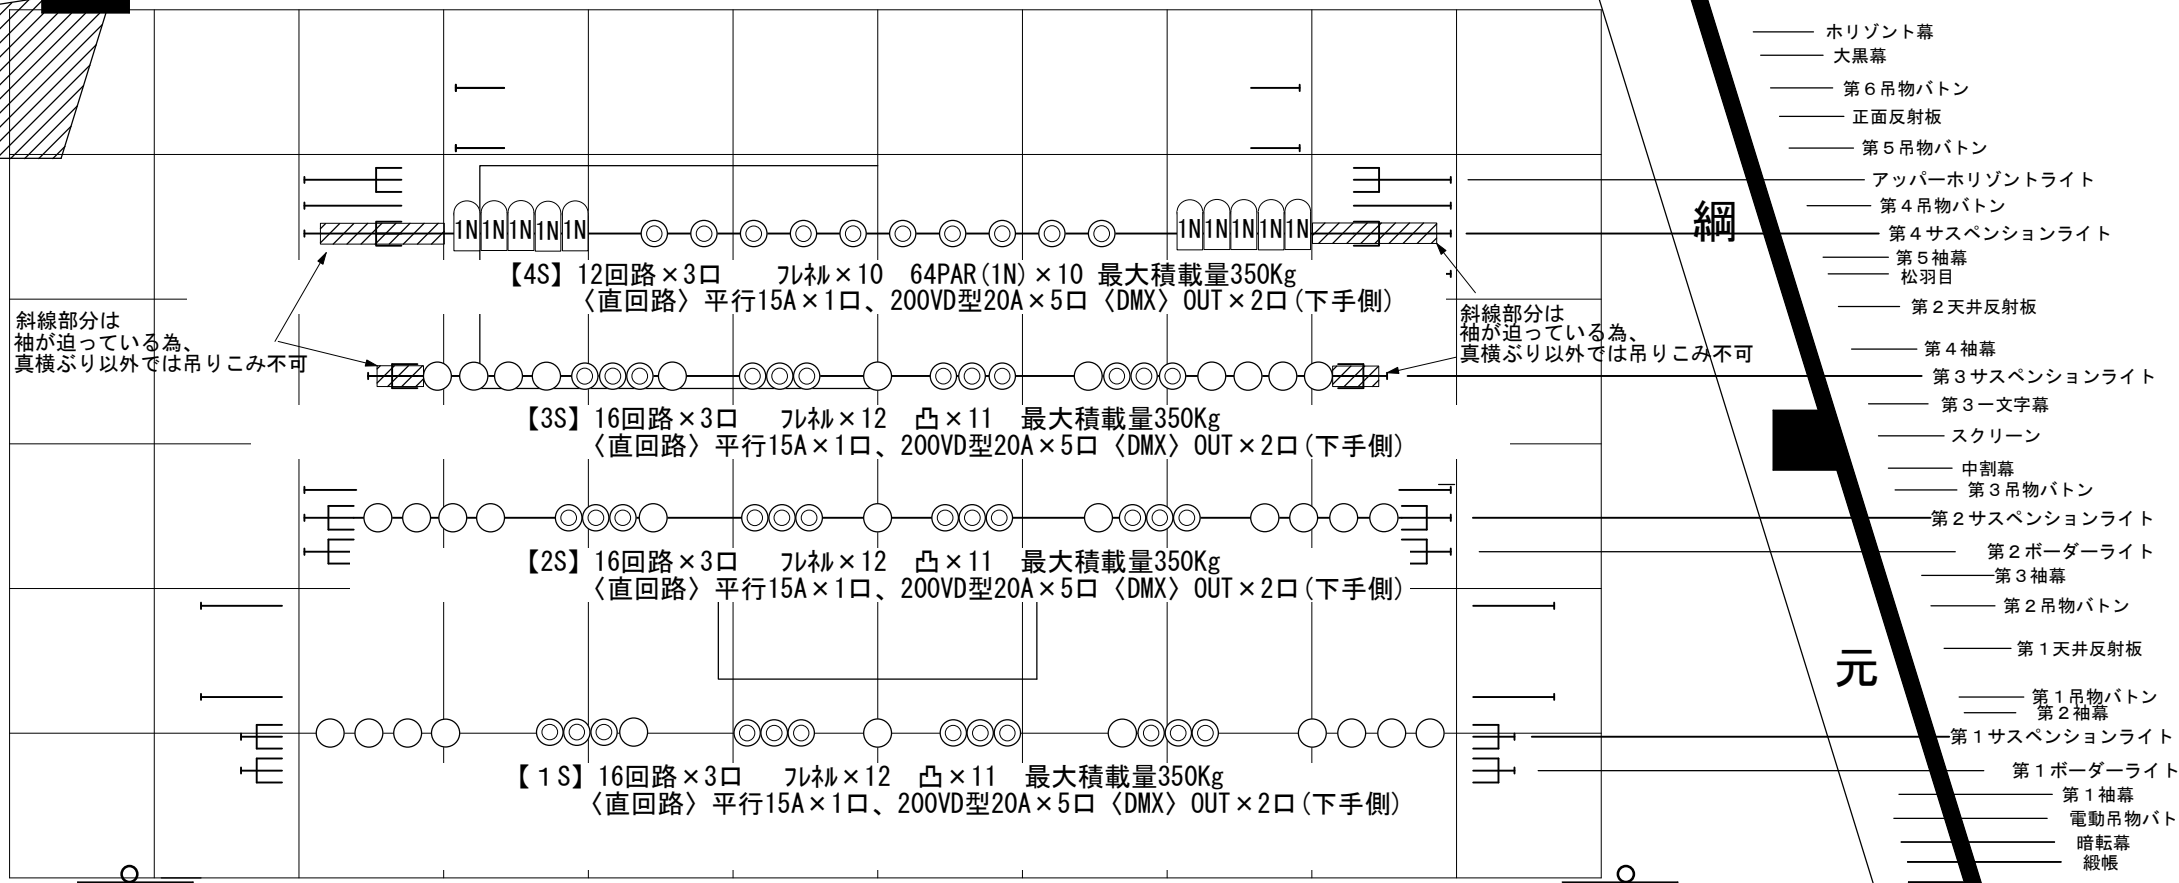 ホリゾント幕
大黒幕
第６吊物バトン
正面反射板
第５吊物バトン
アッパーホリゾントライト
第４吊物バトン
第４サスペンションライト
第５袖幕
松羽目
第２天井反射板
第４袖幕
第３サスペンションライト
第３一文字幕
スクリーン
中割幕
第３吊物バトン
第２サスペンションライト
第２ボーダーライト
第３袖幕
第２吊物バトン
第１天井反射板
第１吊物バトン
第２袖幕
第１サスペンションライト
第１ボーダーライト
第１袖幕
電動吊物バト
暗転幕
緞帳
綱
元
1N 1N 1N 1N 1N
1N 1N 1N 1N 1N
【4S】12回路×3口　ﾌﾚﾈﾙ×10　64PAR(1N)×10 最大積載量350Kg
〈直回路〉平行15A×1口、200VD型20A×5口〈DMX〉OUT×2口(下手側)
斜線部分は
袖が迫っている為、
真横ぶり以外では吊りこみ不可
斜線部分は
袖が迫っている為、
真横ぶり以外では吊りこみ不可
【3S】16回路×3口　ﾌﾚﾈﾙ×12　凸×11　最大積載量350Kg
〈直回路〉平行15A×1口、200VD型20A×5口〈DMX〉OUT×2口(下手側)
【2S】16回路×3口　ﾌﾚﾈﾙ×12　凸×11　最大積載量350Kg
〈直回路〉平行15A×1口、200VD型20A×5口〈DMX〉OUT×2口(下手側)
【１S】16回路×3口　ﾌﾚﾈﾙ×12　凸×11　最大積載量350Kg
〈直回路〉平行15A×1口、200VD型20A×5口〈DMX〉OUT×2口(下手側)